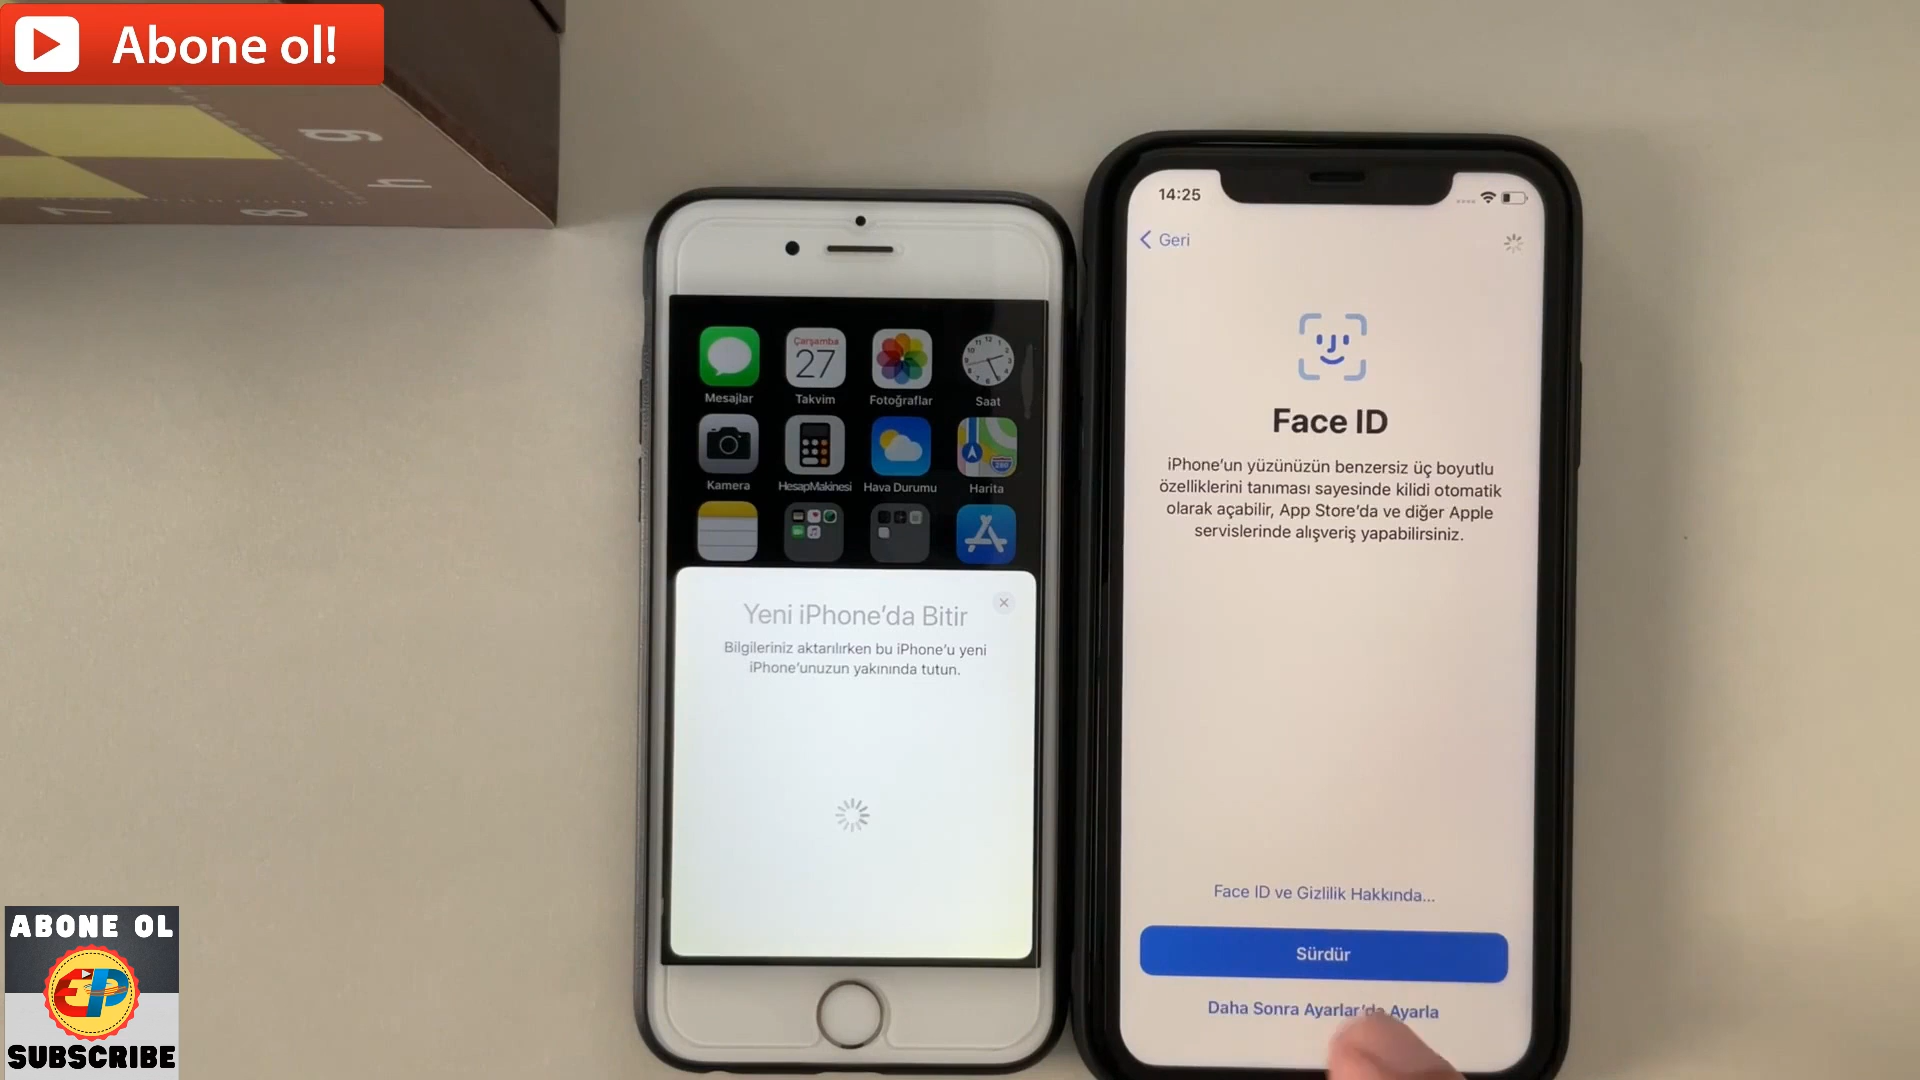 Abone ol!
g
h
7
8
Mesajlar
Çarşamba
27
Takvim
Fotoğraflar
Saat
Kamera
HesapMakinesi
Hava Durumu
Harita
Yeni iPhone'da Bitir
Bilgileriniz aktarılırken bu iPhone'u yeni
iPhone'unuzun yakınında tutun.
14:25
Geri
Face ID
iPhone'un yüzünüzün benzersiz üç boyutlu
özelliklerini tanıması sayesinde kilidi otomatik
olarak açabilir, App Store'da ve diğer Apple
servislerinde alışveriş yapabilirsiniz.
Face ID ve Gizlilik Hakkında...
Sürdür
Daha Sonra Ayarlar'da Ayarla
ABONE OL
EP
SUBSCRIBE